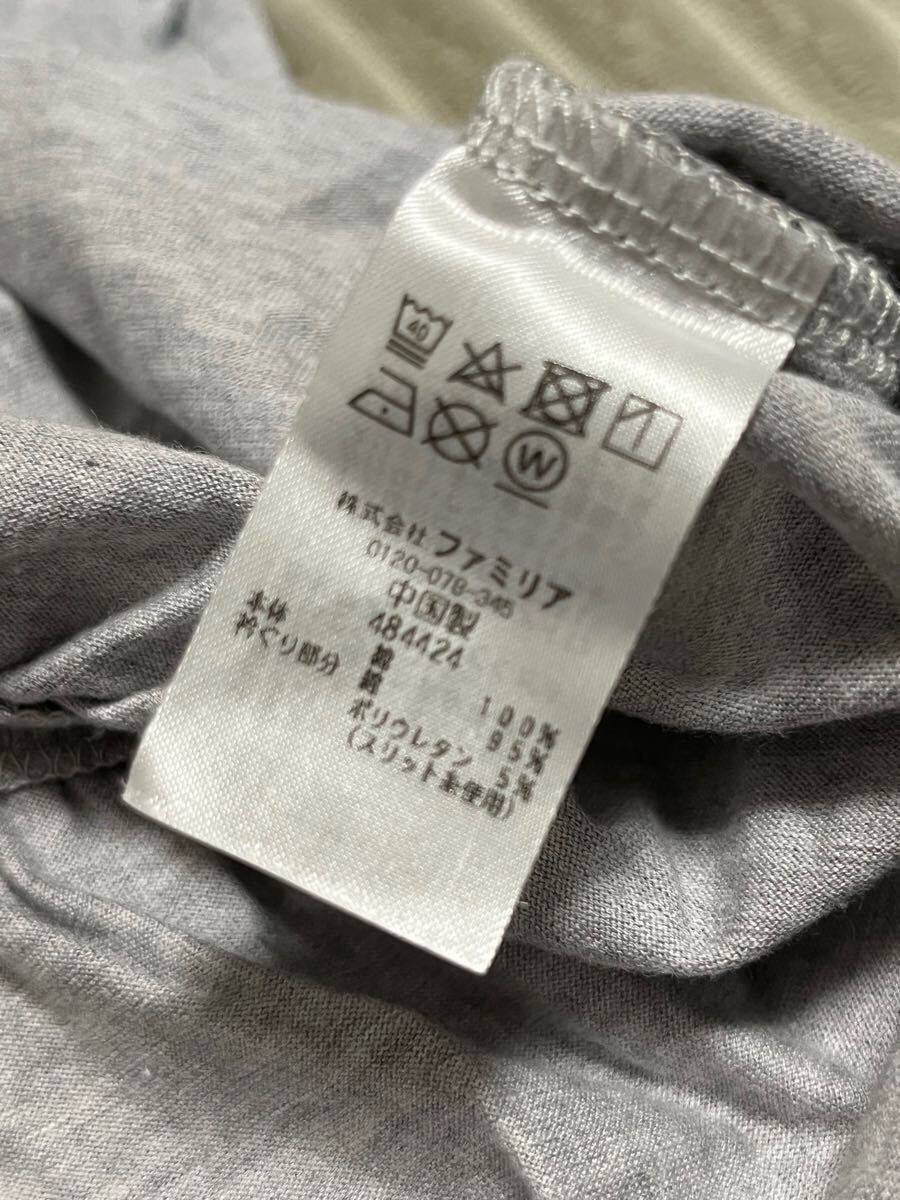 40
W
株式会社ファミリア
0120-078-345
中国製
484424
本体 綿 100%
衿ぐり部分 綿 95%
ポリウレタン 5%
(スリット糸使用)